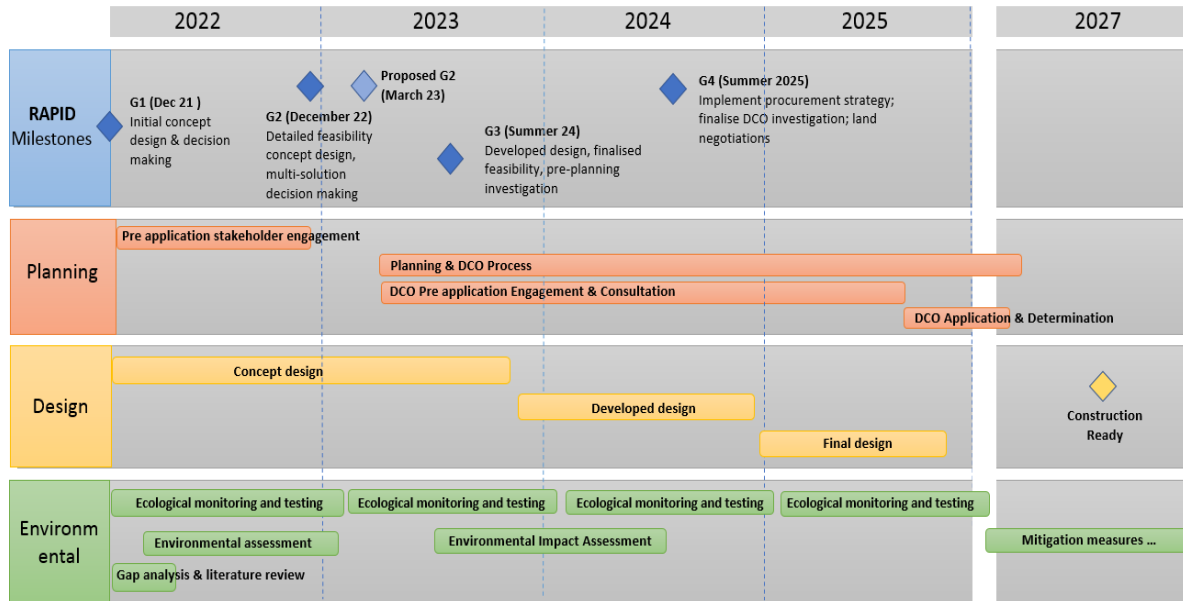 2022 2023 2024 2025 2027
RAPID
Milestones
G1 (Dec 21 )
Initial concept
design & decision
making
G2 (December 22)
Detailed feasibility
concept design,
multi-solution
decision making
Proposed G2
(March 23)
G3 (Summer 24)
Developed design, finalised
feasibility, pre-planning
investigation
G4 (Summer 2025)
Implement procurement strategy;
finalise DCO investigation; land
negotiations
Planning
Pre application stakeholder engagement
Planning & DCO Process
DCO Pre application Engagement & Consultation
DCO Application & Determination
Design
Concept design
Developed design
Final design
Construction
Ready
Environm
ental
Ecological monitoring and testing Ecological monitoring and testing Ecological monitoring and testing Ecological monitoring and testing
Environmental assessment Environmental Impact Assessment Mitigation measures ...
Gap analysis & literature review